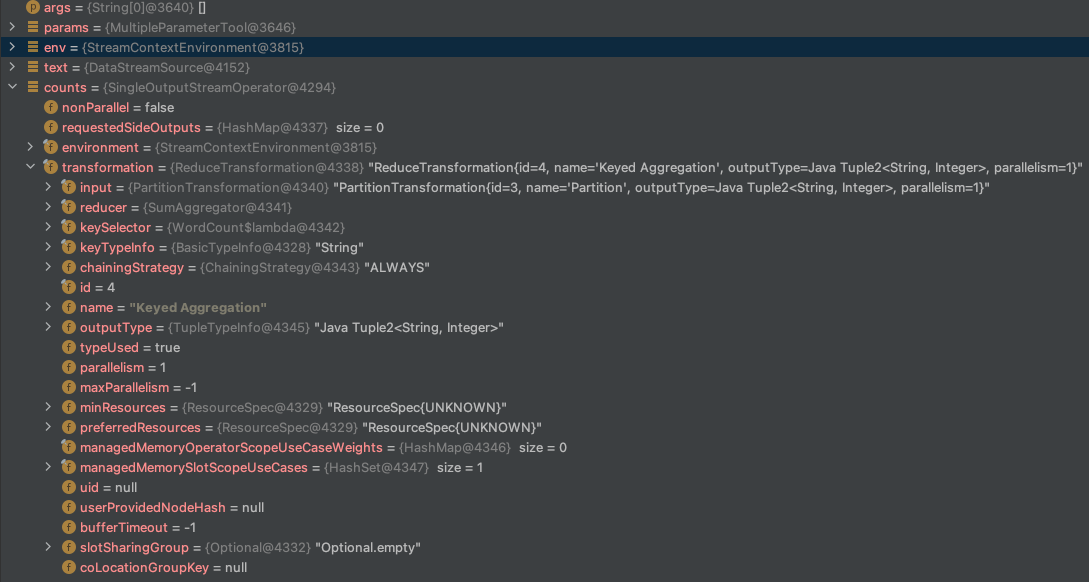 args = {String[0]@3640} []
params = {MultipleParameterTool@3646}
env = {StreamContextEnvironment@3815}
text = {DataStreamSource@4152}
counts = {SingleOutputStreamOperator@4294}
nonParallel = false
requestedSideOutputs = {HashMap@4337} size = 0
environment = {StreamContextEnvironment@3815}
transformation = {ReduceTransformation@4338} "ReduceTransformation{id=4, name='Keyed Aggregation', outputType=Java Tuple2<String, Integer>, parallelism=1}"
input = {PartitionTransformation@4340} "PartitionTransformation{id=3, name='Partition', outputType=Java Tuple2<String, Integer>, parallelism=1}"
reducer = {SumAggregator@4341}
keySelector = {WordCount$lambda@4342}
keyTypeInfo = {BasicTypeInfo@4328} "String"
chainingStrategy = {ChainingStrategy@4343} "ALWAYS"
id = 4
name = "Keyed Aggregation"
outputType = {TupleTypeInfo@4345} "Java Tuple2<String, Integer>"
typeUsed = true
parallelism = 1
maxParallelism = -1
minResources = {ResourceSpec@4329} "ResourceSpec{UNKNOWN}"
preferredResources = {ResourceSpec@4329} "ResourceSpec{UNKNOWN}"
managedMemoryOperatorScopeUseCaseWeights = {HashMap@4346} size = 0
managedMemorySlotScopeUseCases = {HashSet@4347} size = 1
uid = null
userProvidedNodeHash = null
bufferTimeout = -1
slotSharingGroup = {Optional@4332} "Optional.empty"
coLocationGroupKey = null